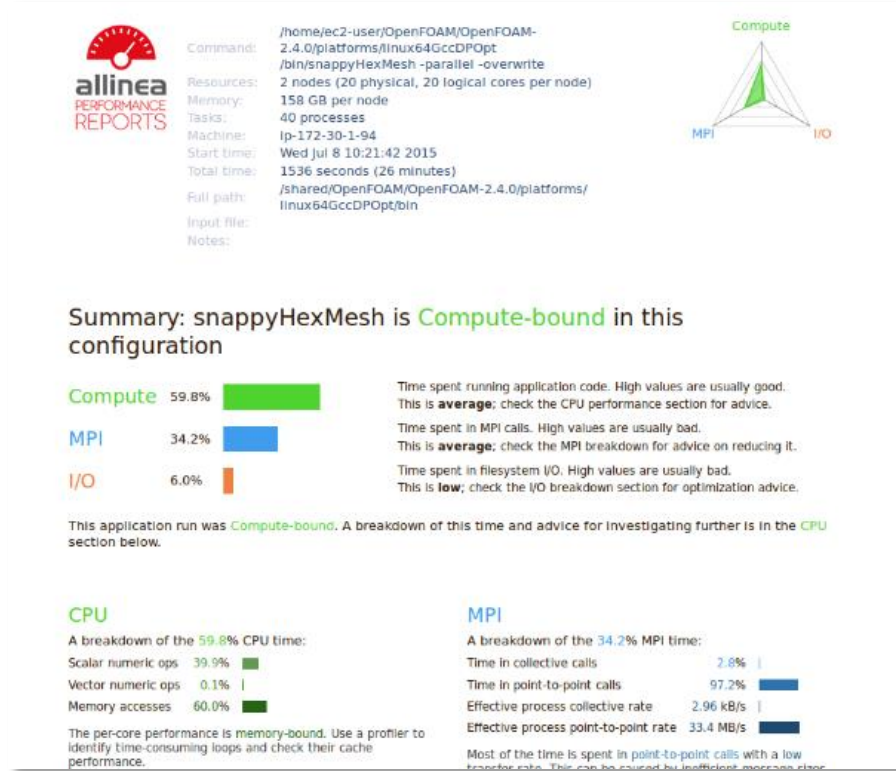 allinea
PERFORMANCE
REPORTS
Command:
/home/ec2-user/OpenFOAM/OpenFOAM-
2.4.0/platforms/linux64GccDPOpt
/bin/snappyHexMesh -parallel -overwrite
Resources: 2 nodes (20 physical, 20 logical cores per node)
Memory: 158 GB per node
Tasks: 40 processes
Machine: ip-172-30-1-94
Start time: Wed Jul 8 10:21:42 2015
Total time: 1536 seconds (26 minutes)
Full path: /shared/OpenFOAM/OpenFOAM-2.4.0/platforms/
linux64GccDPOpt/bin
Input file:
Notes:
Compute
MPI
I/O
Summary: snappyHexMesh is Compute-bound in this
configuration
Compute 59.8%
Time spent running application code. High values are usually good.
This is average; check the CPU performance section for advice.
MPI 34.2%
Time spent in MPI calls. High values are usually bad.
This is average; check the MPI breakdown for advice on reducing it.
I/O 6.0%
Time spent in filesystem I/O. High values are usually bad.
This is low; check the I/O breakdown section for optimization advice.
This application run was Compute-bound. A breakdown of this time and advice for investigating further is in the CPU
section below.
CPU
A breakdown of the 59.8% CPU time:
Scalar numeric ops 39.9%
Vector numeric ops 0.1%
Memory accesses 60.0%
The per-core performance is memory-bound. Use a profiler to
identify time-consuming loops and check their cache
performance.
MPI
A breakdown of the 34.2% MPI time:
Time in collective calls 2.8%
Time in point-to-point calls 97.2%
Effective process collective rate 2.96 kB/s
Effective process point-to-point rate 33.4 MB/s
Most of the time is spent in point-to-point calls with a low
transfer rate. This can be caused by inefficient message sizes